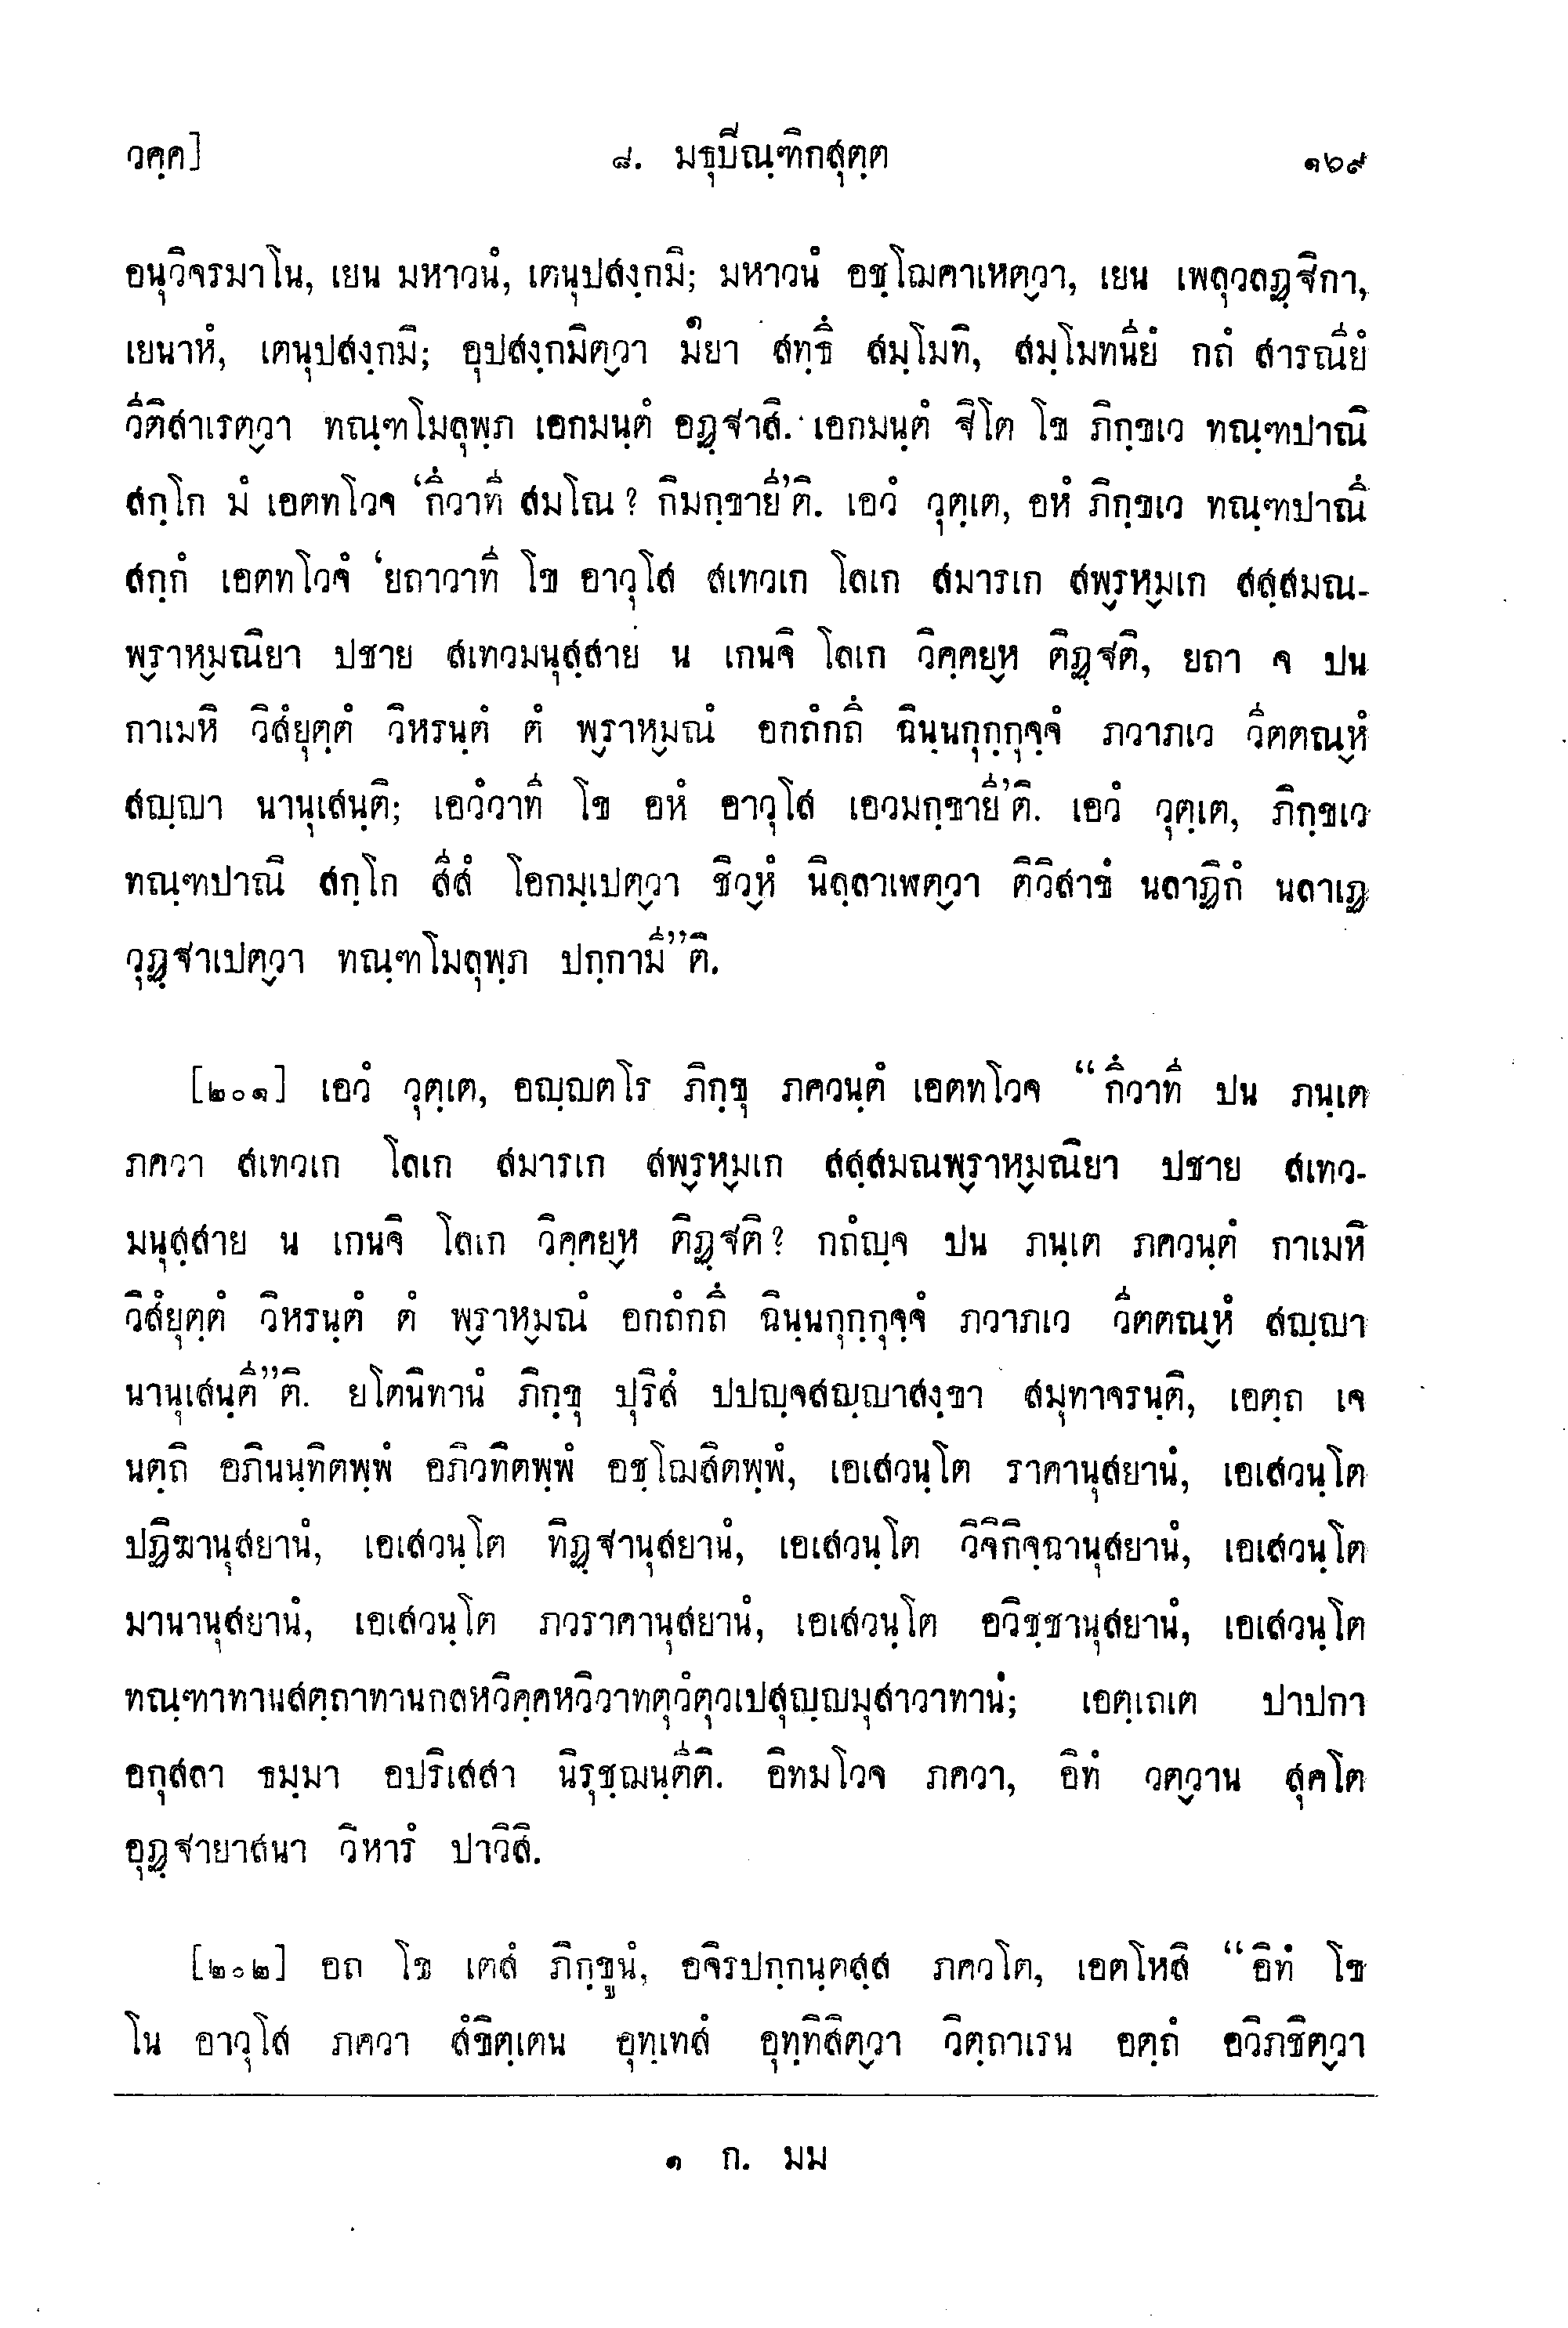 วคฺค]
๘. มธุปีณฺฑิกสุตฺต
๑๖๙
อนุวิจรมาโน, เยน มหาวนํ, เตนุปสงฺกมิ; มหาวนํ อชฺโฌคาเหตฺวา, เยน เพลุวลฏฺฐิกา,
เยนาหํ, เตนุปสงฺกมิ; อุปสงฺกมิตฺวา มยา๑ สทฺธึ สมฺโมทิ, สมฺโมทนียํ กถํ สารณียํ
วีติสาเรตฺวา ทณฺฑโมลุพฺภ เอกมนฺตํ อฏฺฐาสิ. เอกมนฺตํ ฐิโต โข ภิกฺขเว ทณฺฑปาณี
สกฺโก มํ เอตทโวจ 'กึวาที สมโณ? กิมกฺขายี'ติ. เอวํ วุตฺเต, อหํ ภิกฺขเว ทณฺฑปาณึ
สกฺกํ เอตทโวจํ 'ยถาวาที โข อาวุโส สเทวเก โลเก สมารเก สพฺรหฺมเก สสฺสมณ-
พฺราหฺมณิยา ปชาย สเทวมนุสฺสาย น เกนจิ โลเก วิคฺคยฺห ติฏฺฐติ, ยถา จ ปน
กาเมหิ วิสํยุตฺตํ วิหรนฺตํ ตํ พฺราหฺมณํ อกถํกถึ ฉินฺนกุกฺกุจฺจํ ภวาภเว วีตตณฺหํ
สญฺญา นานุเสนฺติ; เอวํวาที โข อหํ อาวุโส เอวมกฺขายี'ติ. เอวํ วุตฺเต, ภิกฺขเว
ทณฺฑปาณิ สกฺโก สีสํ โอกมฺเปตฺวา ชิวฺหํ นิลฺลาเฬตฺวา ติวิสาขํ นลาฏิกํ นลาเฏ
วุฏฺฐาเปตฺวา ทณฺฑโมลุพฺภ ปกฺกามี"ติ.
[๒๐๑] เอวํ วุตฺเต, อญฺญตโร ภิกฺขุ ภควนฺตํ เอตทโวจ "กึวาที ปน ภนฺเต
ภควา สเทวเก โลเก สมารเก สพฺรหฺมเก สสฺสมณพฺราหฺมณิยา ปชาย สเทว-
มนุสฺสาย น เกนจิ โลเก วิคฺคยฺห ติฏฺฐติ? กถํญฺจ ปน ภนฺเต ภควนฺตํ กาเมหิ
วิสํยุตฺตํ วิหรนฺตํ ตํ พฺราหฺมณํ อกถํกถึ ฉินฺนกุกฺกุจฺจํ ภวาภเว วีตตณฺหํ สญฺญา
นานุเสนฺตี"ติ. ยโตนิทานํ ภิกฺขุ ปุริสํ ปปญฺจสญฺญาสงฺขา สมุทาจรนฺติ, เอตฺถ เจ
นตฺถิ อภินนฺทิตพฺพํ อภิวทิตพฺพํ อชฺโฌสิตพฺพํ, เอเสวนฺโต ราคานุสยานํ, เอเสวนฺโต
ปฏิฆานุสยานํ, เอเสวนฺโต ทิฏฺฐานุสยานํ, เอเสวนฺโต วิจิกิจฺฉานุสยานํ, เอเสวนฺโต
มานานุสยานํ, เอเสวนฺโต ภวราคานุสยานํ, เอเสวนฺโต อวิชฺชานุสยานํ, เอเสวนฺโต
ทณฺฑาทานสตฺถาทานกลหวิคฺคหวิวาทตุวํตุวเปสุญฺญมุสาวาทานํ; เอตฺเถเต ปาปกา
อกุสลา ธมฺมา อปริเสสา นิรุชฺฌนฺตีติ. อิทมโวจ ภควา, อิทํ วตฺวาน สุคโต
อุฏฺฐายาสนา วิหารํ ปาวิสิ.
[๒๐๒] อถ โข เตสํ ภิกฺขูนํ, อจิรปกฺกนฺตสฺส ภควโต, เอตโหสิ "อิทํ โข
โน อาวุโส ภควา สํขิตฺเตน อุทฺเทสํ อุทฺทิสิตฺวา วิตฺถาเรน อตฺถํ อวิภชิตฺวา
๑ ก. มม